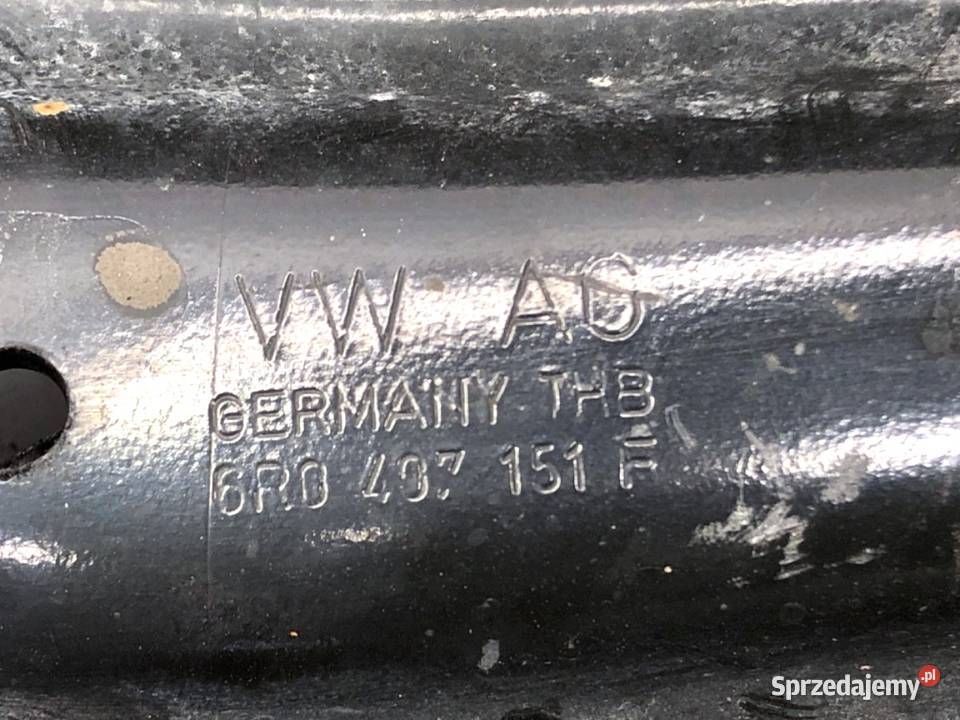 VW AG
GERMANY THB
6R0 407 151 F
Sprzedajemy.pl